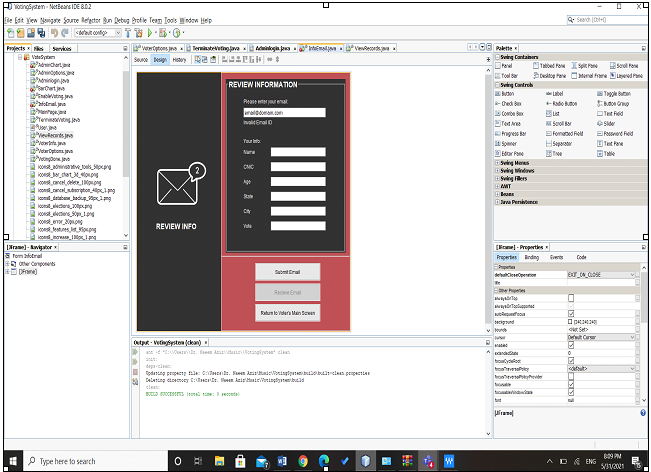 VotingSystem - NetBeans IDE 8.0.2
File Edit View Navigate Source Refactor Run Debug Profile Team Tools Window Help
Search (Ctrl+I)
<default config>
Projects
Files
Services
VoteSystem
AdminChart.java
AdminOptions.java
Adminlogin.java
BarChart.java
EnableVoting.java
InfoEmail.java
MainPage.java
TerminateVoting.java
User.java
ViewRecords.java
VoterInfo.java
VoterOptions.java
VotingDone.java
icons8_administrative_tools_50px.png
icons8_bar_chart_3d_40px.png
icons8_cancel_delete_100px.png
icons8_cancel_subscription_40px_1.png
icons8_database_backup_90px_1.png
icons8_elections_100px.png
icons8_elections_50px_1.png
icons8_error_20px.png
icons8_features_list_95px.png
icons8_increase_100px_1.png
[JFrame] - Navigator
Form InfoEmail
Other Components
[JFrame]
VoterOptions.java
TerminateVoting.java
Adminlogin.java
InfoEmail.java
ViewRecords.java
Source
Design
History
2
REVIEW INFO
REVIEW INFORMATION
Please enter your email:
email@domain.com
Invalid Email ID
Your Info:
Name
CNIC
Age
State
City
Vote
Submit Email
Recieve Email
Return to Voter's Main Screen
Output - VotingSystem (clean)
ant -f "C:\\Users\\Dr. Neem Amir\\Music\\VotingSystem" clean
init:
deps-clean:
Updating property file: C:\Users\Dr. Neem Amir\Music\VotingSystem\build\built-clean.properties
Deleting directory C:\Users\Dr. Neem Amir\Music\VotingSystem\build
clean:
BUILD SUCCESSFUL (total time: 0 seconds)
Palette
Swing Containers
Panel
Tabbed Pane
Split Pane
Scroll Pane
Tool Bar
Desktop Pane
Internal Frame
Layered Pane
Swing Controls
Button
Label
Toggle Button
Check Box
Radio Button
Button Group
Combo Box
List
Text Field
Text Area
Scroll Bar
Slider
Progress Bar
Formatted Field
Password Field
Spinner
Separator
Text Pane
Editor Pane
Tree
Table
Swing Menus
Swing Windows
Swing Fillers
AWT
Beans
Java Persistence
[JFrame] - Properties
Properties
Binding
Events
Code
Properties
defaultCloseOperation EXIT_ON_CLOSE
title
Other Properties
alwaysOnTop
alwaysOnTopSupported
autoRequestFocus
background [240,240,240]
bounds <Not Set>
cursor Default Cursor
enabled
extendedState 0
focusCycleRoot
focusTraversalPolicy <default>
focusTraversalPolicyProvider
focusable
focusableWindowState
font null
[JFrame]
Type here to search
ENG
8:09 PM
5/31/2021